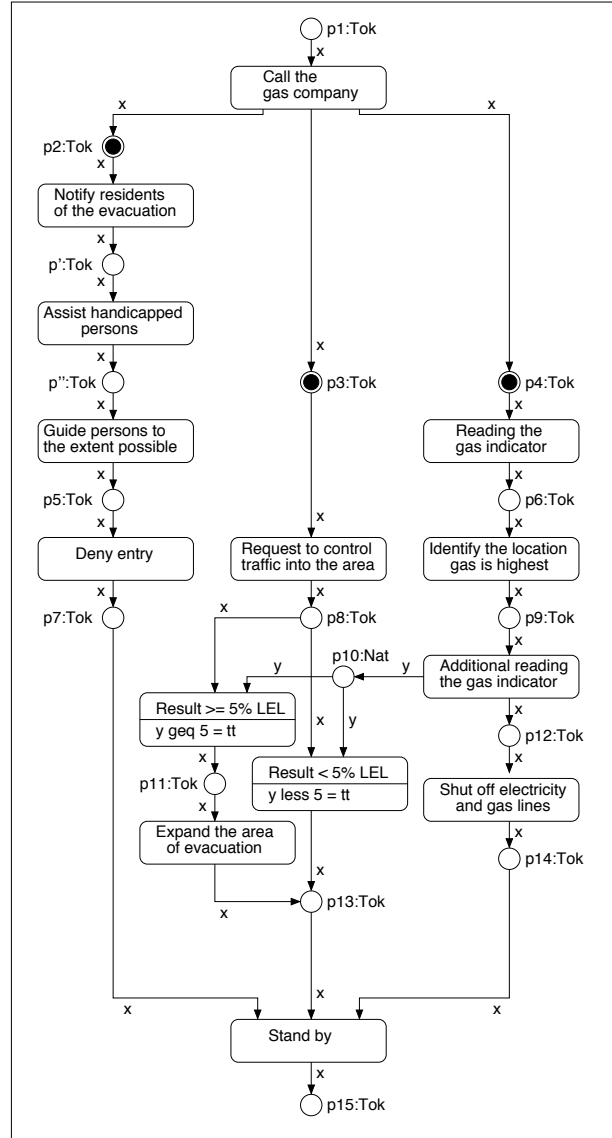 p1:Tok
x
Call the
gas company
x
x
x
p2:Tok
x
Notify residents
of the evacuation
x
p':Tok
x
Assist handicapped
persons
x
x
p'':Tok
p3:Tok
p4:Tok
x
x
Guide persons to
the extent possible
Reading the
gas indicator
x
x
p5:Tok
p6:Tok
x
x
x
Deny entry
Request to control
traffic into the area
Identify the location
gas is highest
x
x
x
p7:Tok
x
p8:Tok
p9:Tok
x
p10:Nat
y
y
Additional reading
the gas indicator
Result >= 5% LEL
y geq 5 = tt
x
y
x
p12:Tok
x
Result < 5% LEL
y less 5 = tt
x
p11:Tok
x
Shut off electricity
and gas lines
Expand the area
of evacuation
x
p14:Tok
x
x
p13:Tok
x
x
x
Stand by
x
p15:Tok